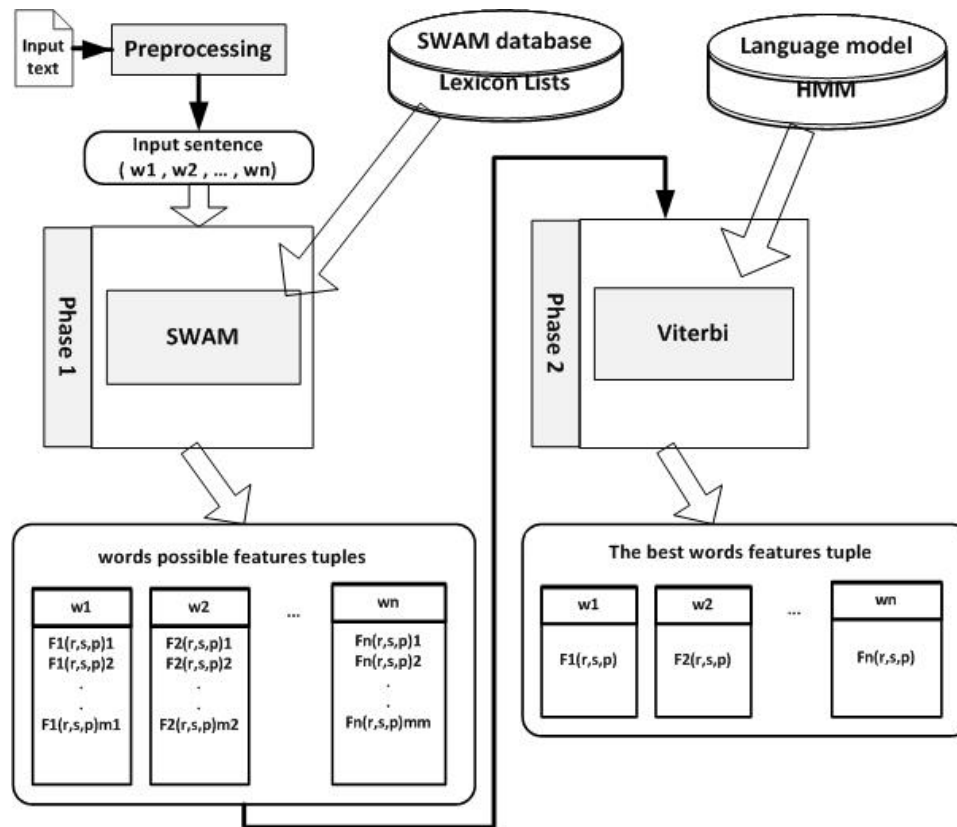 Input
text
Preprocessing
SWAM database
Lexicon Lists
Language model
HMM
Input sentence
( w1 , w2 , ... , wn)
Phase 1
SWAM
Phase 2
Viterbi
words possible features tuples
w1
w2
...
wn
F1(r,s,p)1
F1(r,s,p)2
.
.
F1(r,s,p)m1
F2(r,s,p)1
F2(r,s,p)2
.
.
F2(r,s,p)m2
Fn(r,s,p)1
Fn(r,s,p)2
.
.
Fn(r,s,p)mm
The best words features tuple
w1
w2
...
wn
F1(r,s,p)
F2(r,s,p)
Fn(r,s,p)